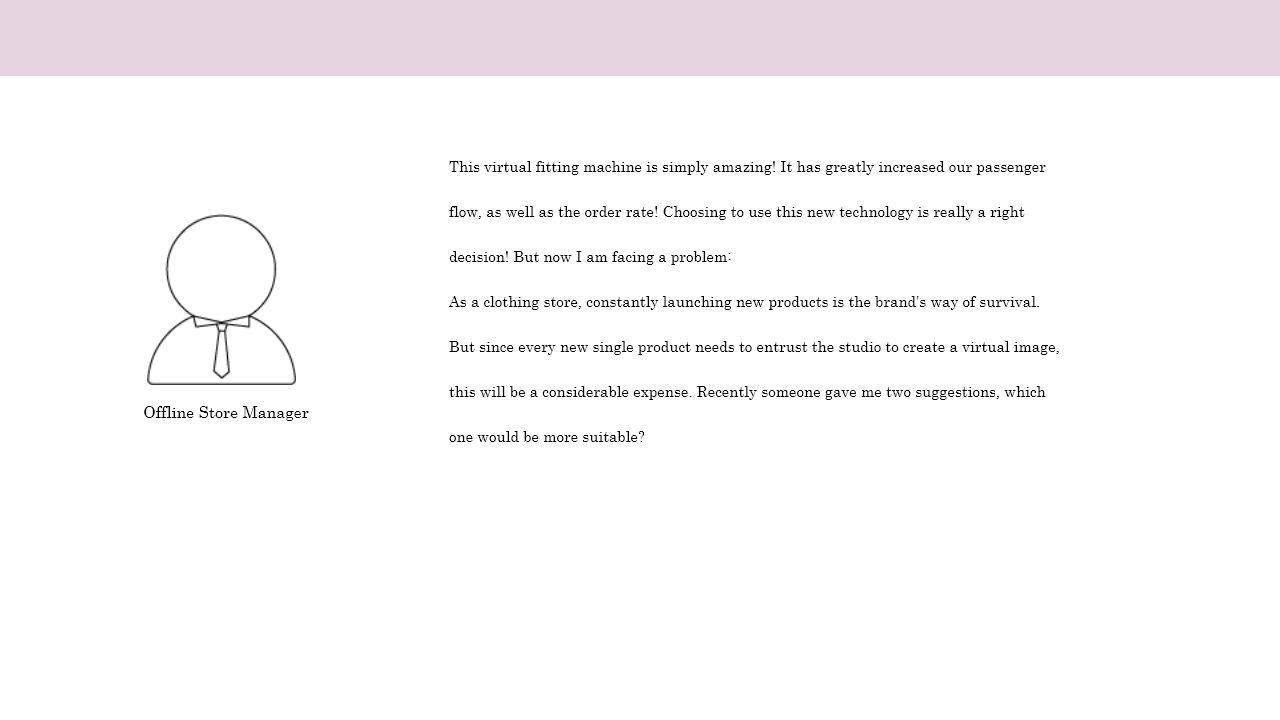 This virtual fitting machine is simply amazing! It has greatly increased our passenger
flow, as well as the order rate! Choosing to use this new technology is really a right
decision! But now I am facing a problem:
As a clothing store, constantly launching new products is the brand's way of survival.
But since every new single product needs to entrust the studio to create a virtual image,
this will be a considerable expense. Recently someone gave me two suggestions, which
one would be more suitable?
Offline Store Manager